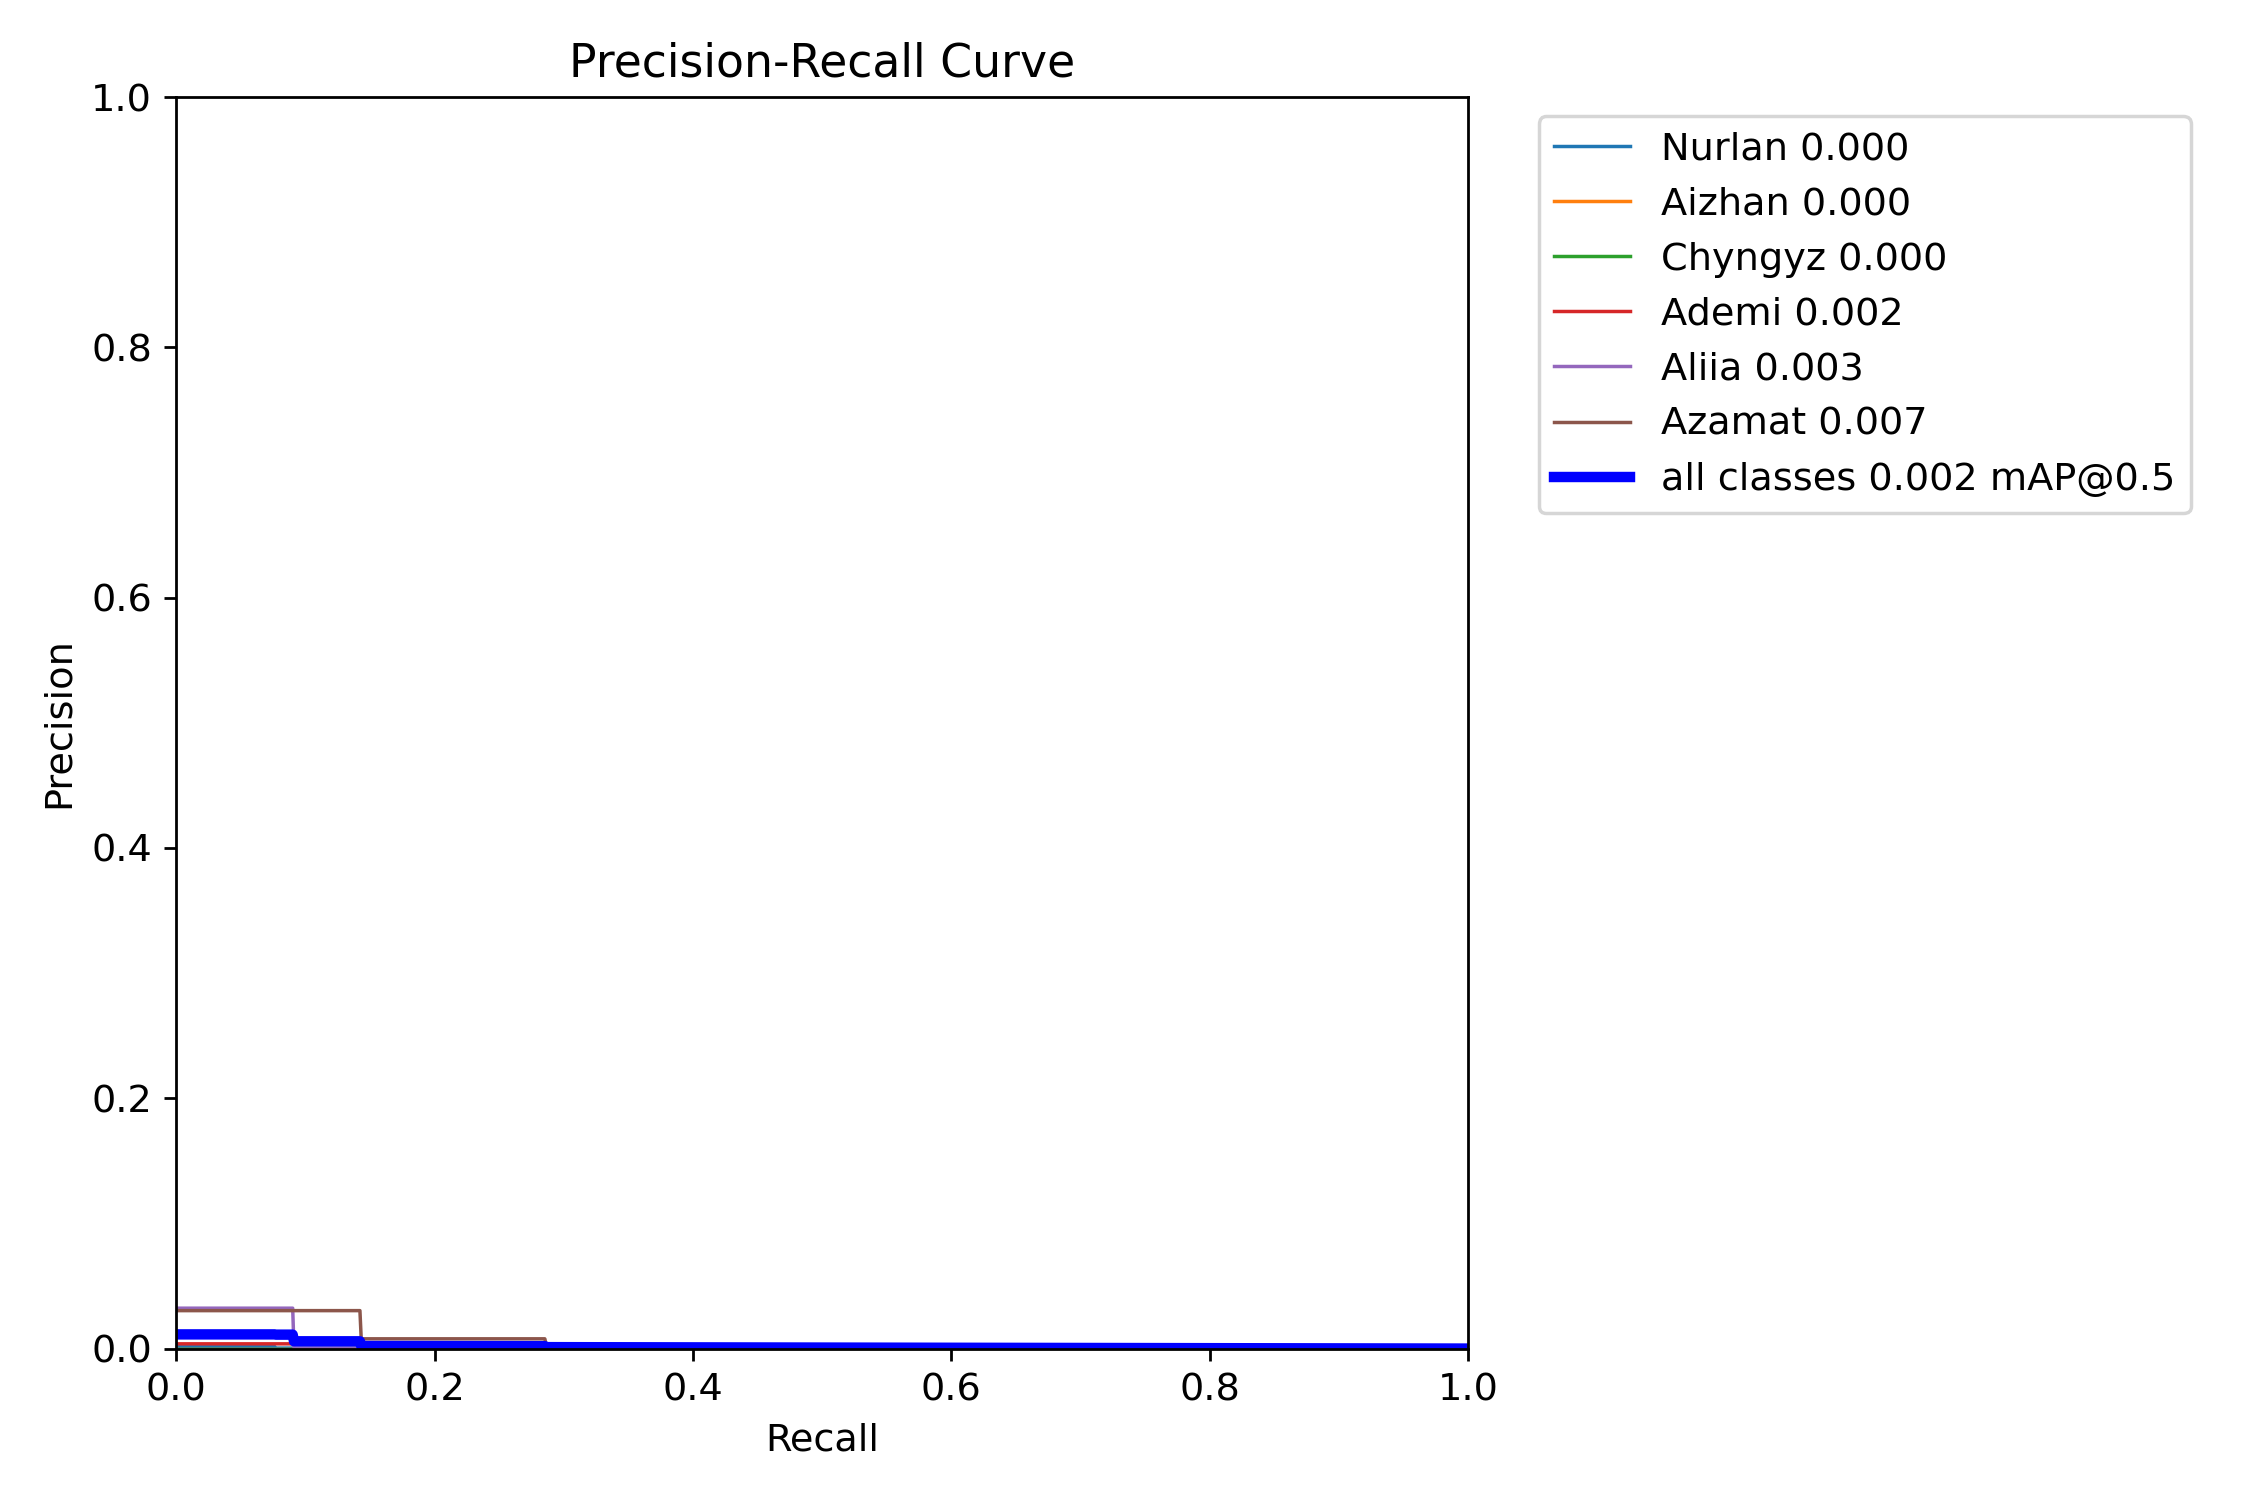 Precision-Recall Curve
1.0
0.8
0.6
0.4
0.2
0.0
Precision
0.0 0.2 0.4 0.6 0.8 1.0
Recall
Nurlan 0.000
Aizhan 0.000
Chyngyz 0.000
Ademi 0.002
Aliia 0.003
Azamat 0.007
all classes 0.002 mAP@0.5